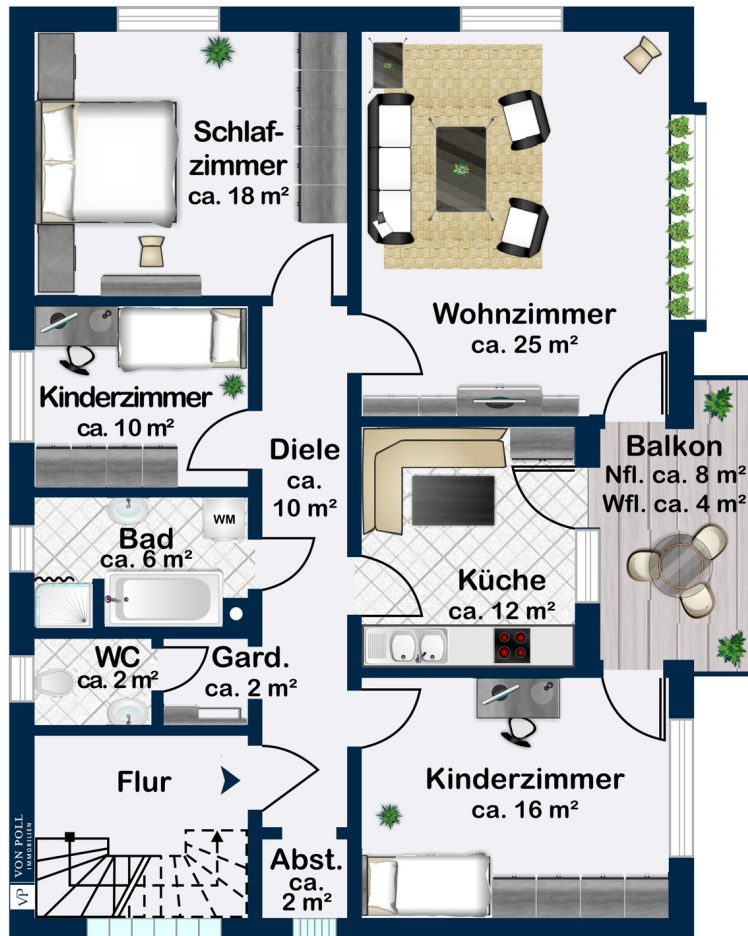 Schlaf-
zimmer
ca. 18 m²
Wohnzimmer
ca. 25 m²
Kinderzimmer
ca. 10 m²
Diele
ca.
10 m²
Balkon
Nfl. ca. 8 m²
Wfl. ca. 4 m²
WM
Bad
ca. 6 m²
Küche
ca. 12 m²
WC
ca. 2 m²
Gard.
ca. 2 m²
Flur
Kinderzimmer
ca. 16 m²
Abst.
ca.
2 m²
VP
VON POLL
IMMOBILIEN